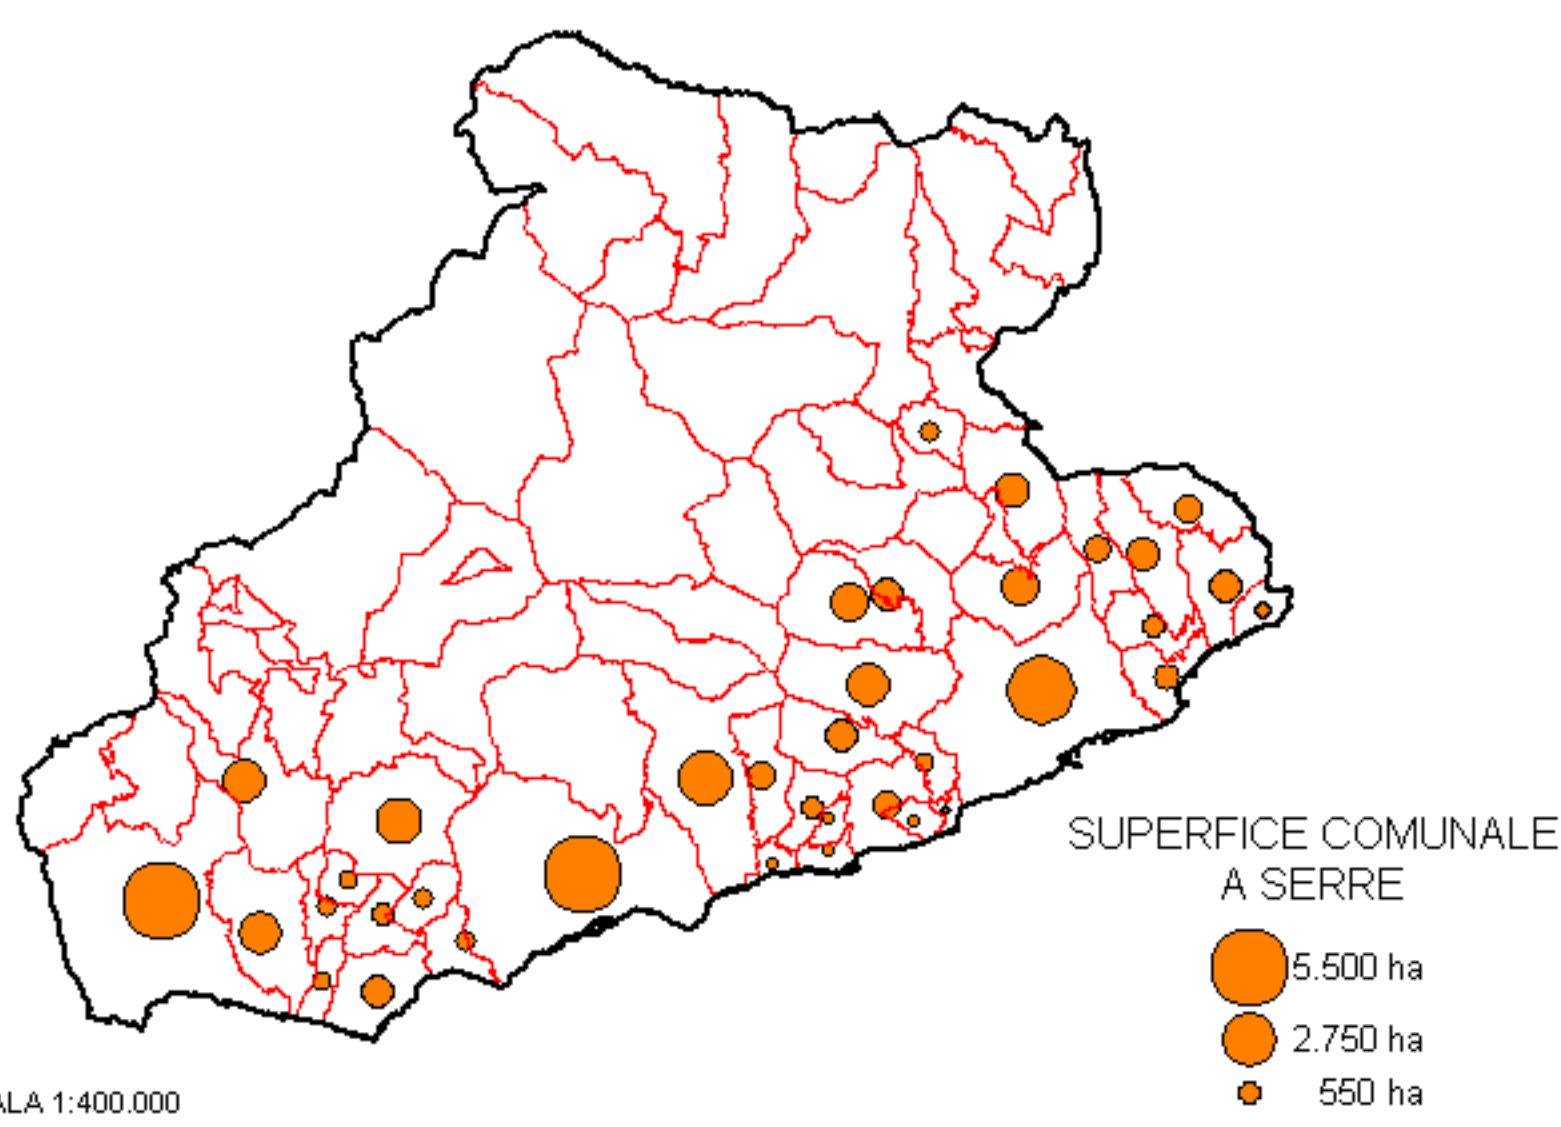 SUPERFICE COMUNALE
A SERRE
5.500 ha
2.750 ha
550 ha
ALA 1:400.000